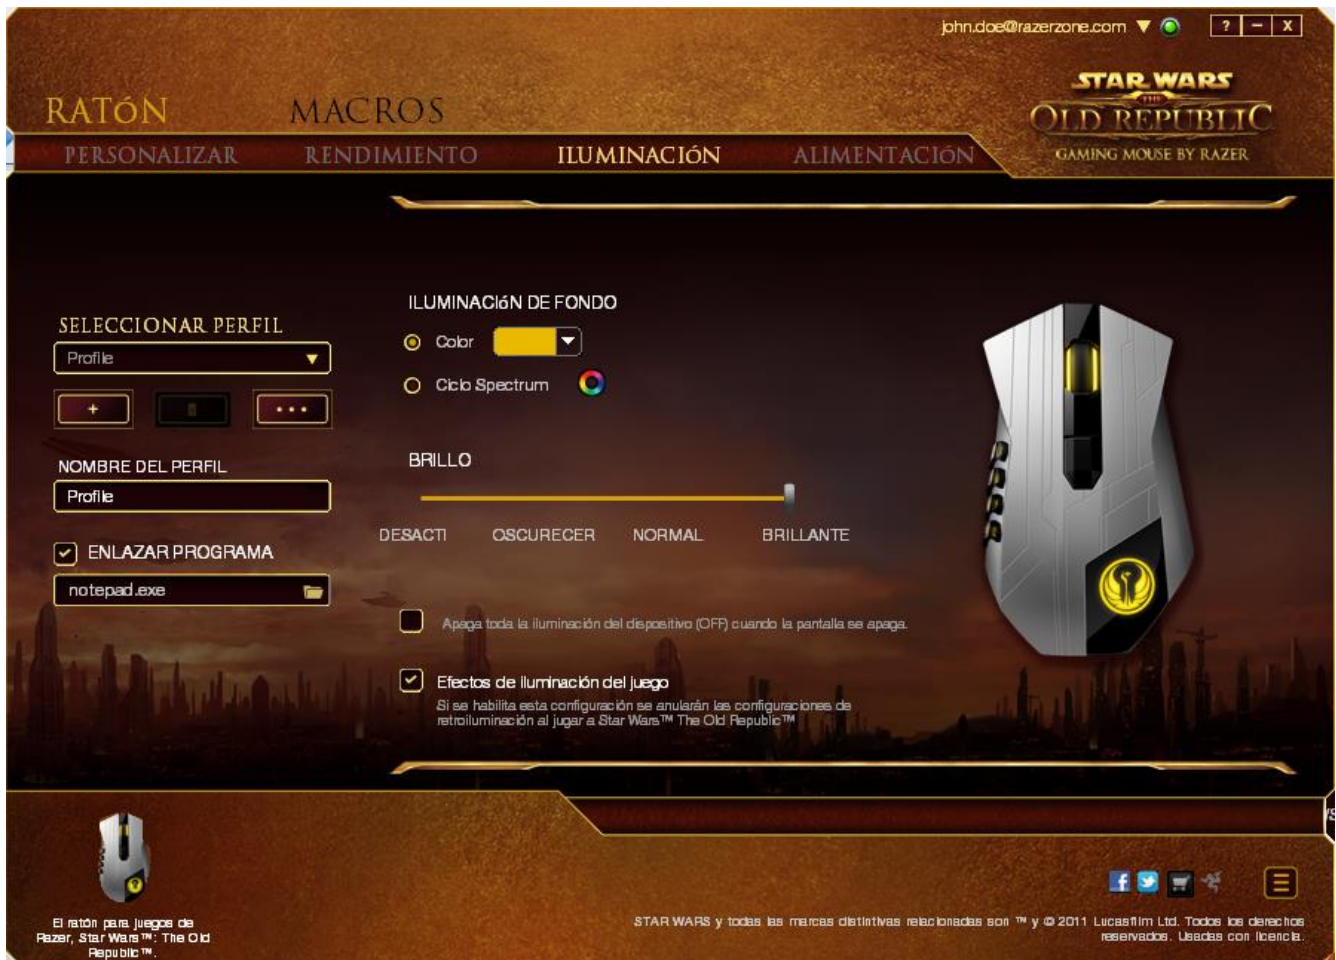 john.doe@razerzone.com
? – X
STAR WARS
THE
OLD REPUBLIC
GAMING MOUSE BY RAZER
RATÓN MACROS
PERSONALIZAR RENDIMIENTO ILUMINACIÓN ALIMENTACIÓN
SELECCIONAR PERFIL
Profile
+ ...
NOMBRE DEL PERFIL
Profile
ENLAZAR PROGRAMA
notepad.exe
ILUMINACIóN DE FONDO
Color
Ciclo Spectrum
BRILLO
DESACTI OSCURECER NORMAL BRILLANTE
Apaga toda la iluminación del dispositivo (OFF) cuando la pantalla se apaga.
Efectos de iluminación del juego
Si se habilita esta configuración se anularán las configuraciones de
retroiluminación al jugar a Star Wars™ The Old Republic™
El ratón para juegos de
Razer, Star Wars™: The Old
Republic™.
STAR WARS y todas las marcas distintivas relacionadas son ™ y © 2011 Lucasfilm Ltd. Todos los derechos
reservados. Usadas con licencia.